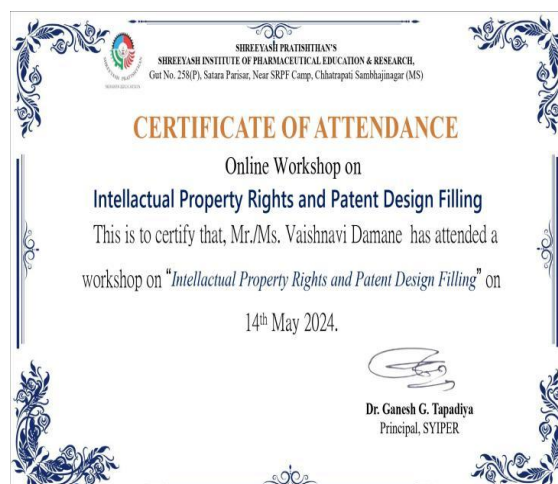 SHREEYASH PRATISHTHAN'S
SHREEYASH INSTITUTE OF PHARMACEUTICAL EDUCATION & RESEARCH,
Gut No. 258(P), Satara Parisar, Near SRPF Camp, Chhatrapati Sambhajinagar (MS)
CERTIFICATE OF ATTENDANCE
Online Workshop on
Intellactual Property Rights and Patent Design Filling
This is to certify that, Mr./Ms. Vaishnavi Damane has attended a
workshop on “Intellactual Property Rights and Patent Design Filling” on
14th May 2024.
Dr. Ganesh G. Tapadiya
Principal, SYIPER